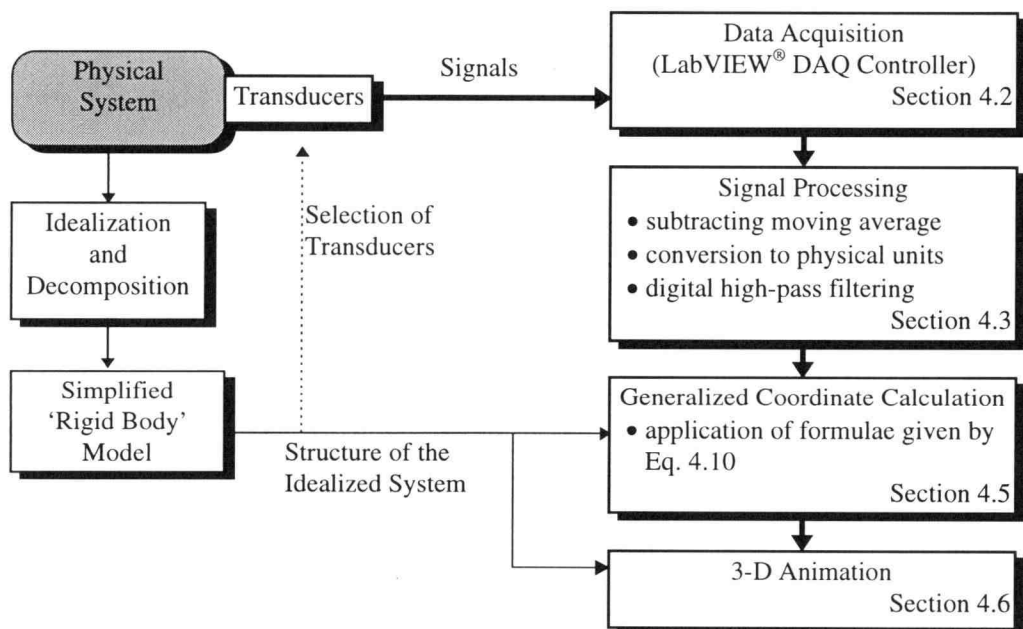 Physical
System
Transducers
Signals
Data Acquisition
(LabVIEW® DAQ Controller)
Section 4.2
Idealization
and
Decomposition
Selection of
Transducers
Signal Processing
• subtracting moving average
• conversion to physical units
• digital high-pass filtering
Section 4.3
Simplified
‘Rigid Body’
Model
Structure of the
Idealized System
Generalized Coordinate Calculation
• application of formulae given by
Eq. 4.10
Section 4.5
3-D Animation
Section 4.6